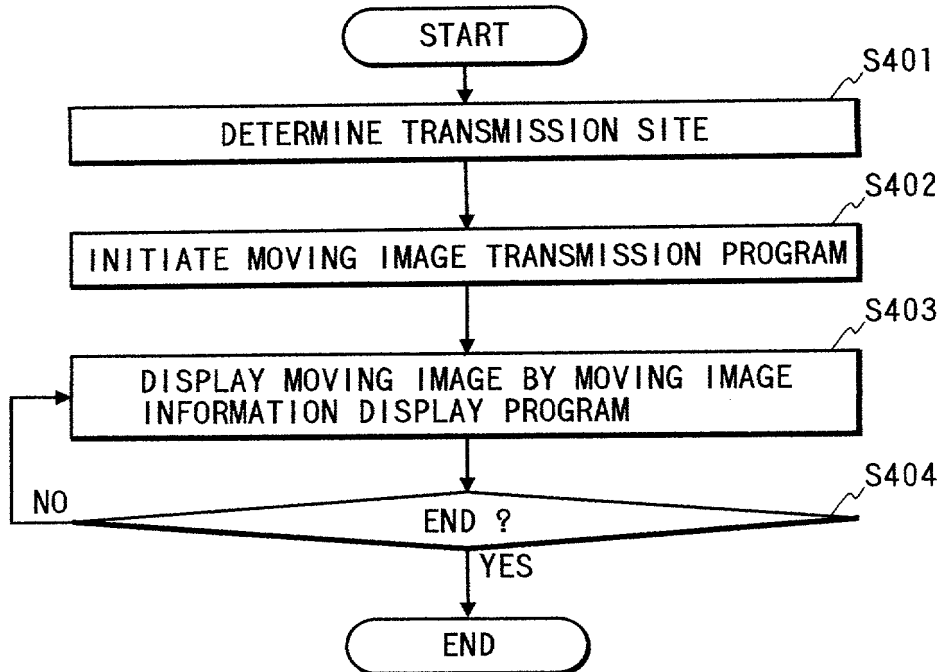 START
S401
DETERMINE TRANSMISSION SITE
S402
INITIATE MOVING IMAGE TRANSMISSION PROGRAM
S403
DISPLAY MOVING IMAGE BY MOVING IMAGE
INFORMATION DISPLAY PROGRAM
S404
NO
END ?
YES
END